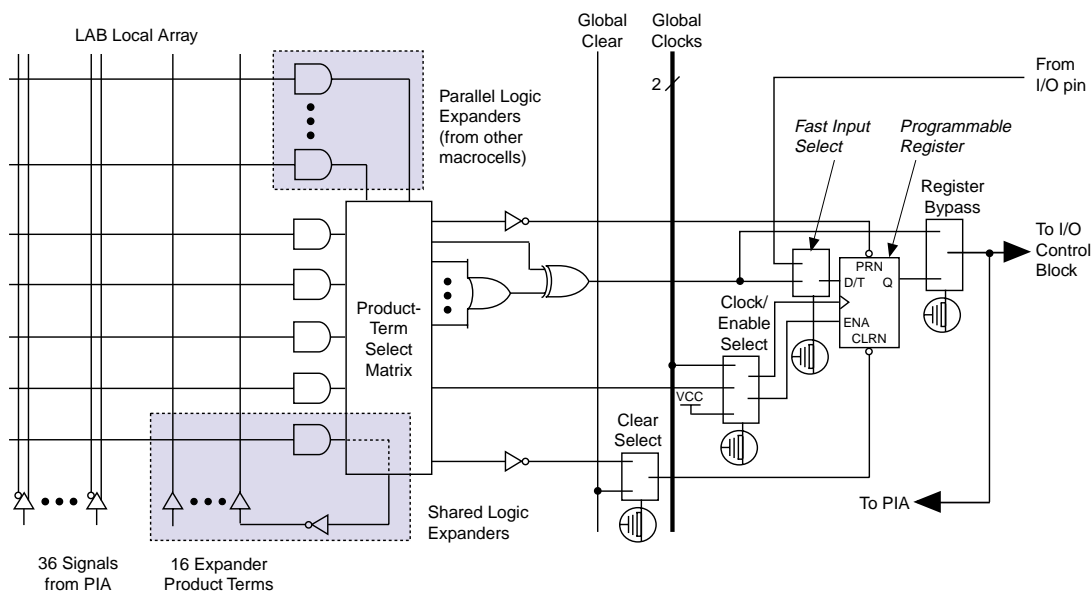 LAB Local Array
Global
Clear
Global
Clocks
2
From
I/O pin
Parallel Logic
Expanders
(from other
macrocells)
Fast Input
Select
Programmable
Register
Register
Bypass
To I/O
Control
Block
PRN
D/T
Q
ENA
CLRN
Clock/
Enable
Select
Product-
Term
Select
Matrix
VCC
Clear
Select
To PIA
Shared Logic
Expanders
36 Signals
from PIA
16 Expander
Product Terms